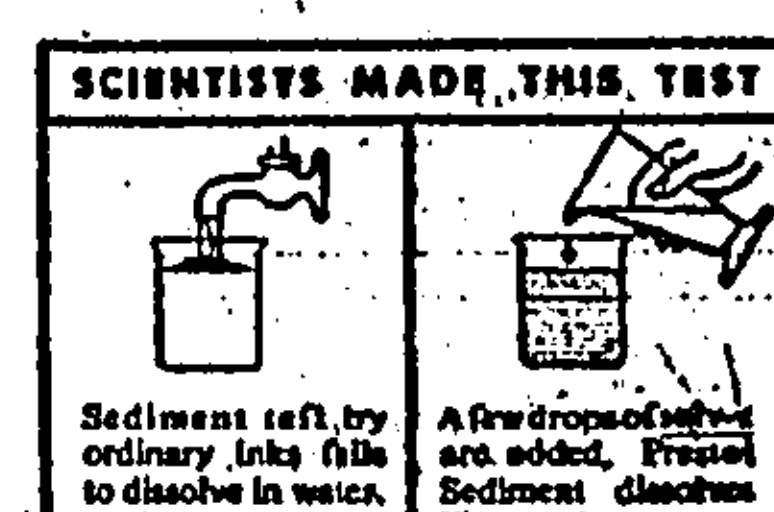 SCIENTISTS MADE THIS TEST
Sediment left by
ordinary inks fails
to dissolve in water.
A few drops of
are added.
Sediment dissolves